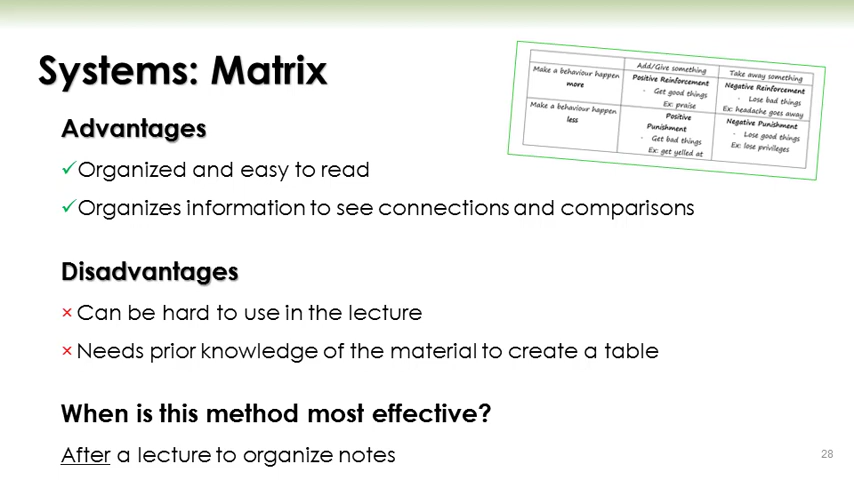 Systems: Matrix
Add/Give something
Take away something
Make a behaviour happen
more
Positive Reinforcement
- Get good things
Ex: praise
Negative Reinforcement
- Lose bad things
Ex: headache goes away
Make a behaviour happen
less
Positive
Punishment
- Get bad things
Ex: get yelled at
Negative Punishment
- Lose good things
Ex: lose privileges
Advantages
✓Organized and easy to read
✓Organizes information to see connections and comparisons
Disadvantages
× Can be hard to use in the lecture
× Needs prior knowledge of the material to create a table
When is this method most effective?
After a lecture to organize notes
28